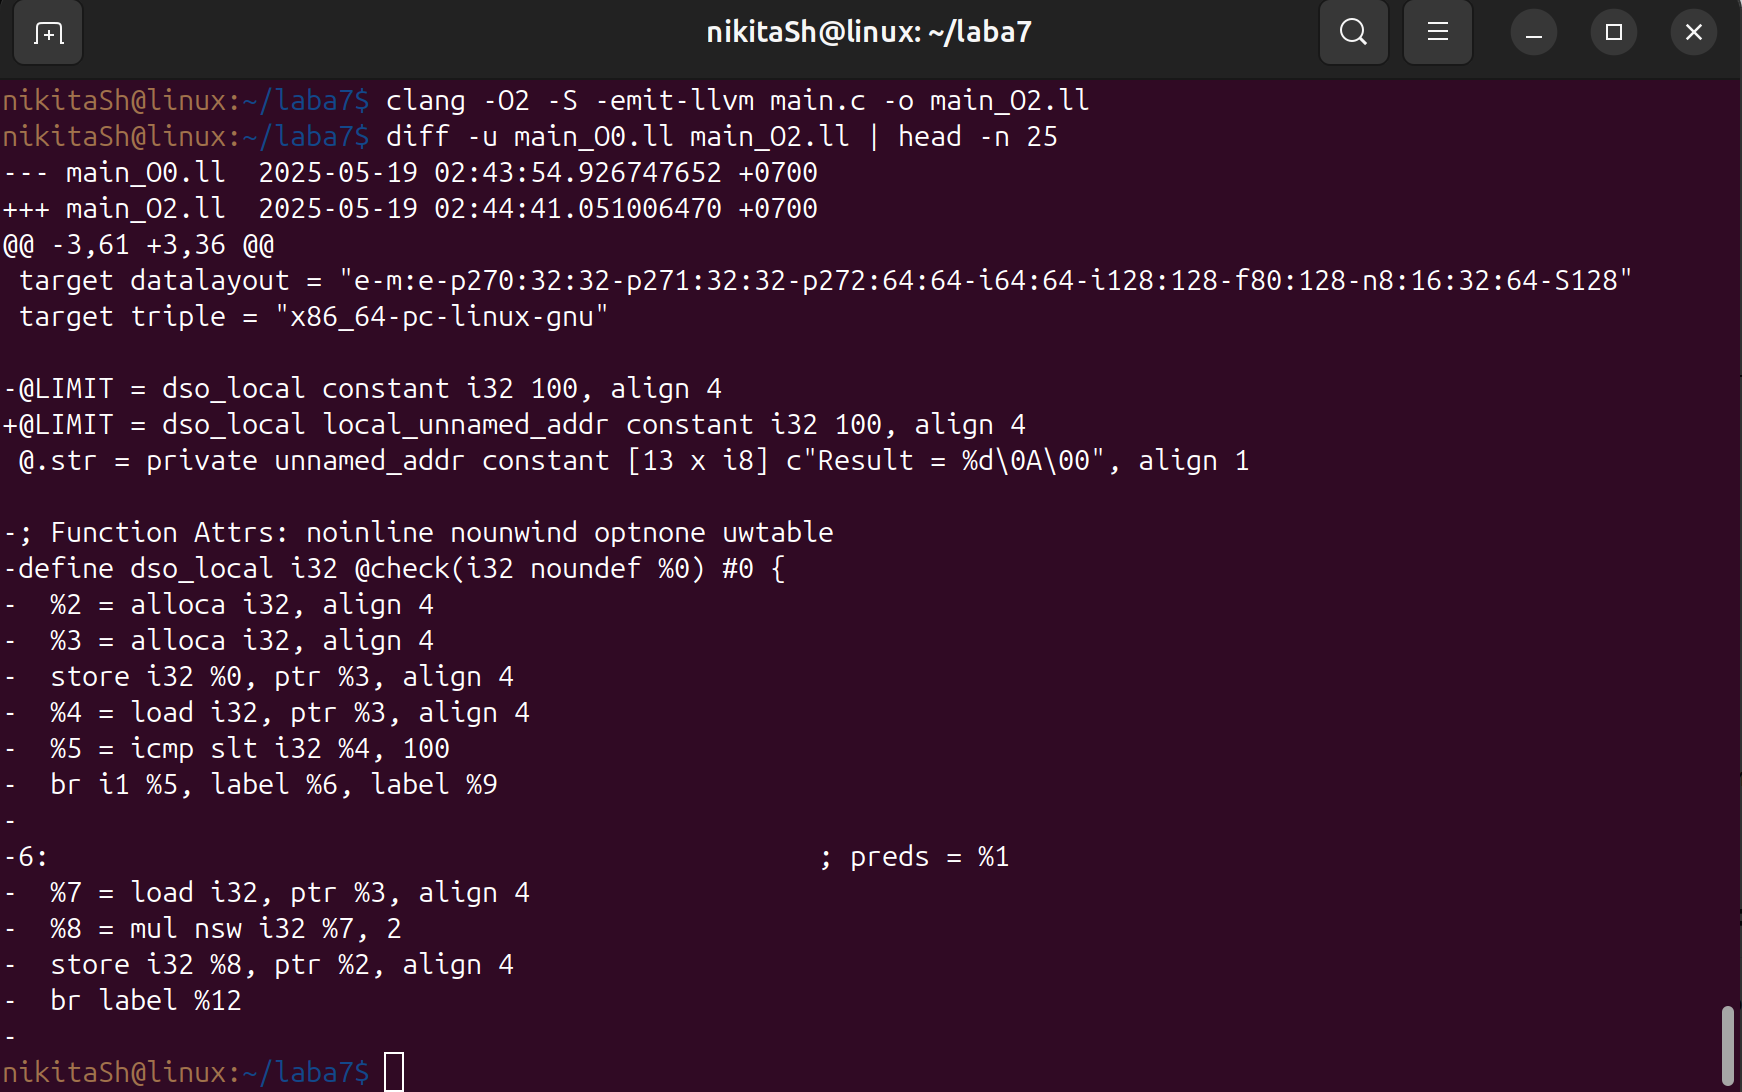 nikitaSh@linux: ~/laba7
nikitaSh@linux:~/laba7$ clang -O2 -S -emit-llvm main.c -o main_O2.ll
nikitaSh@linux:~/laba7$ diff -u main_O0.ll main_O2.ll | head -n 25
--- main_O0.ll  2025-05-19 02:43:54.926747652 +0700
+++ main_O2.ll  2025-05-19 02:44:41.051006470 +0700
@@ -3,61 +3,36 @@
 target datalayout = "e-m:e-p270:32:32-p271:32:32-p272:64:64-i64:64-i128:128-f80:128-n8:16:32:64-S128"
 target triple = "x86_64-pc-linux-gnu"
 
-@LIMIT = dso_local constant i32 100, align 4
+@LIMIT = dso_local local_unnamed_addr constant i32 100, align 4
 @.str = private unnamed_addr constant [13 x i8] c"Result = %d\0A\00", align 1
 
-; Function Attrs: noinline nounwind optnone uwtable
-define dso_local i32 @check(i32 noundef %0) #0 {
-  %2 = alloca i32, align 4
-  %3 = alloca i32, align 4
-  store i32 %0, ptr %3, align 4
-  %4 = load i32, ptr %3, align 4
-  %5 = icmp slt i32 %4, 100
-  br i1 %5, label %6, label %9
-
-6:                                                ; preds = %1
-  %7 = load i32, ptr %3, align 4
-  %8 = mul nsw i32 %7, 2
-  store i32 %8, ptr %2, align 4
-  br label %12
-
nikitaSh@linux:~/laba7$